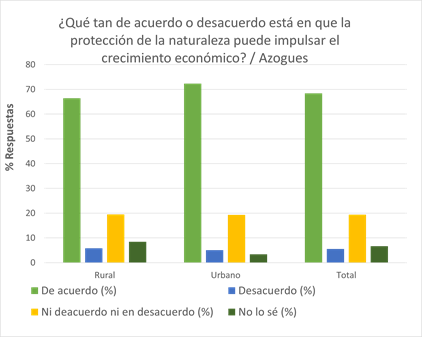 ¿Qué tan de acuerdo o desacuerdo está en que la
protección de la naturaleza puede impulsar el
crecimiento económico? / Azogues
80
70
60
50
40
30
20
10
0
% Respuestas
Rural Urbano Total
De acuerdo (%) Desacuerdo (%)
Ni deacuerdo ni en desacuerdo (%) No lo sé (%)